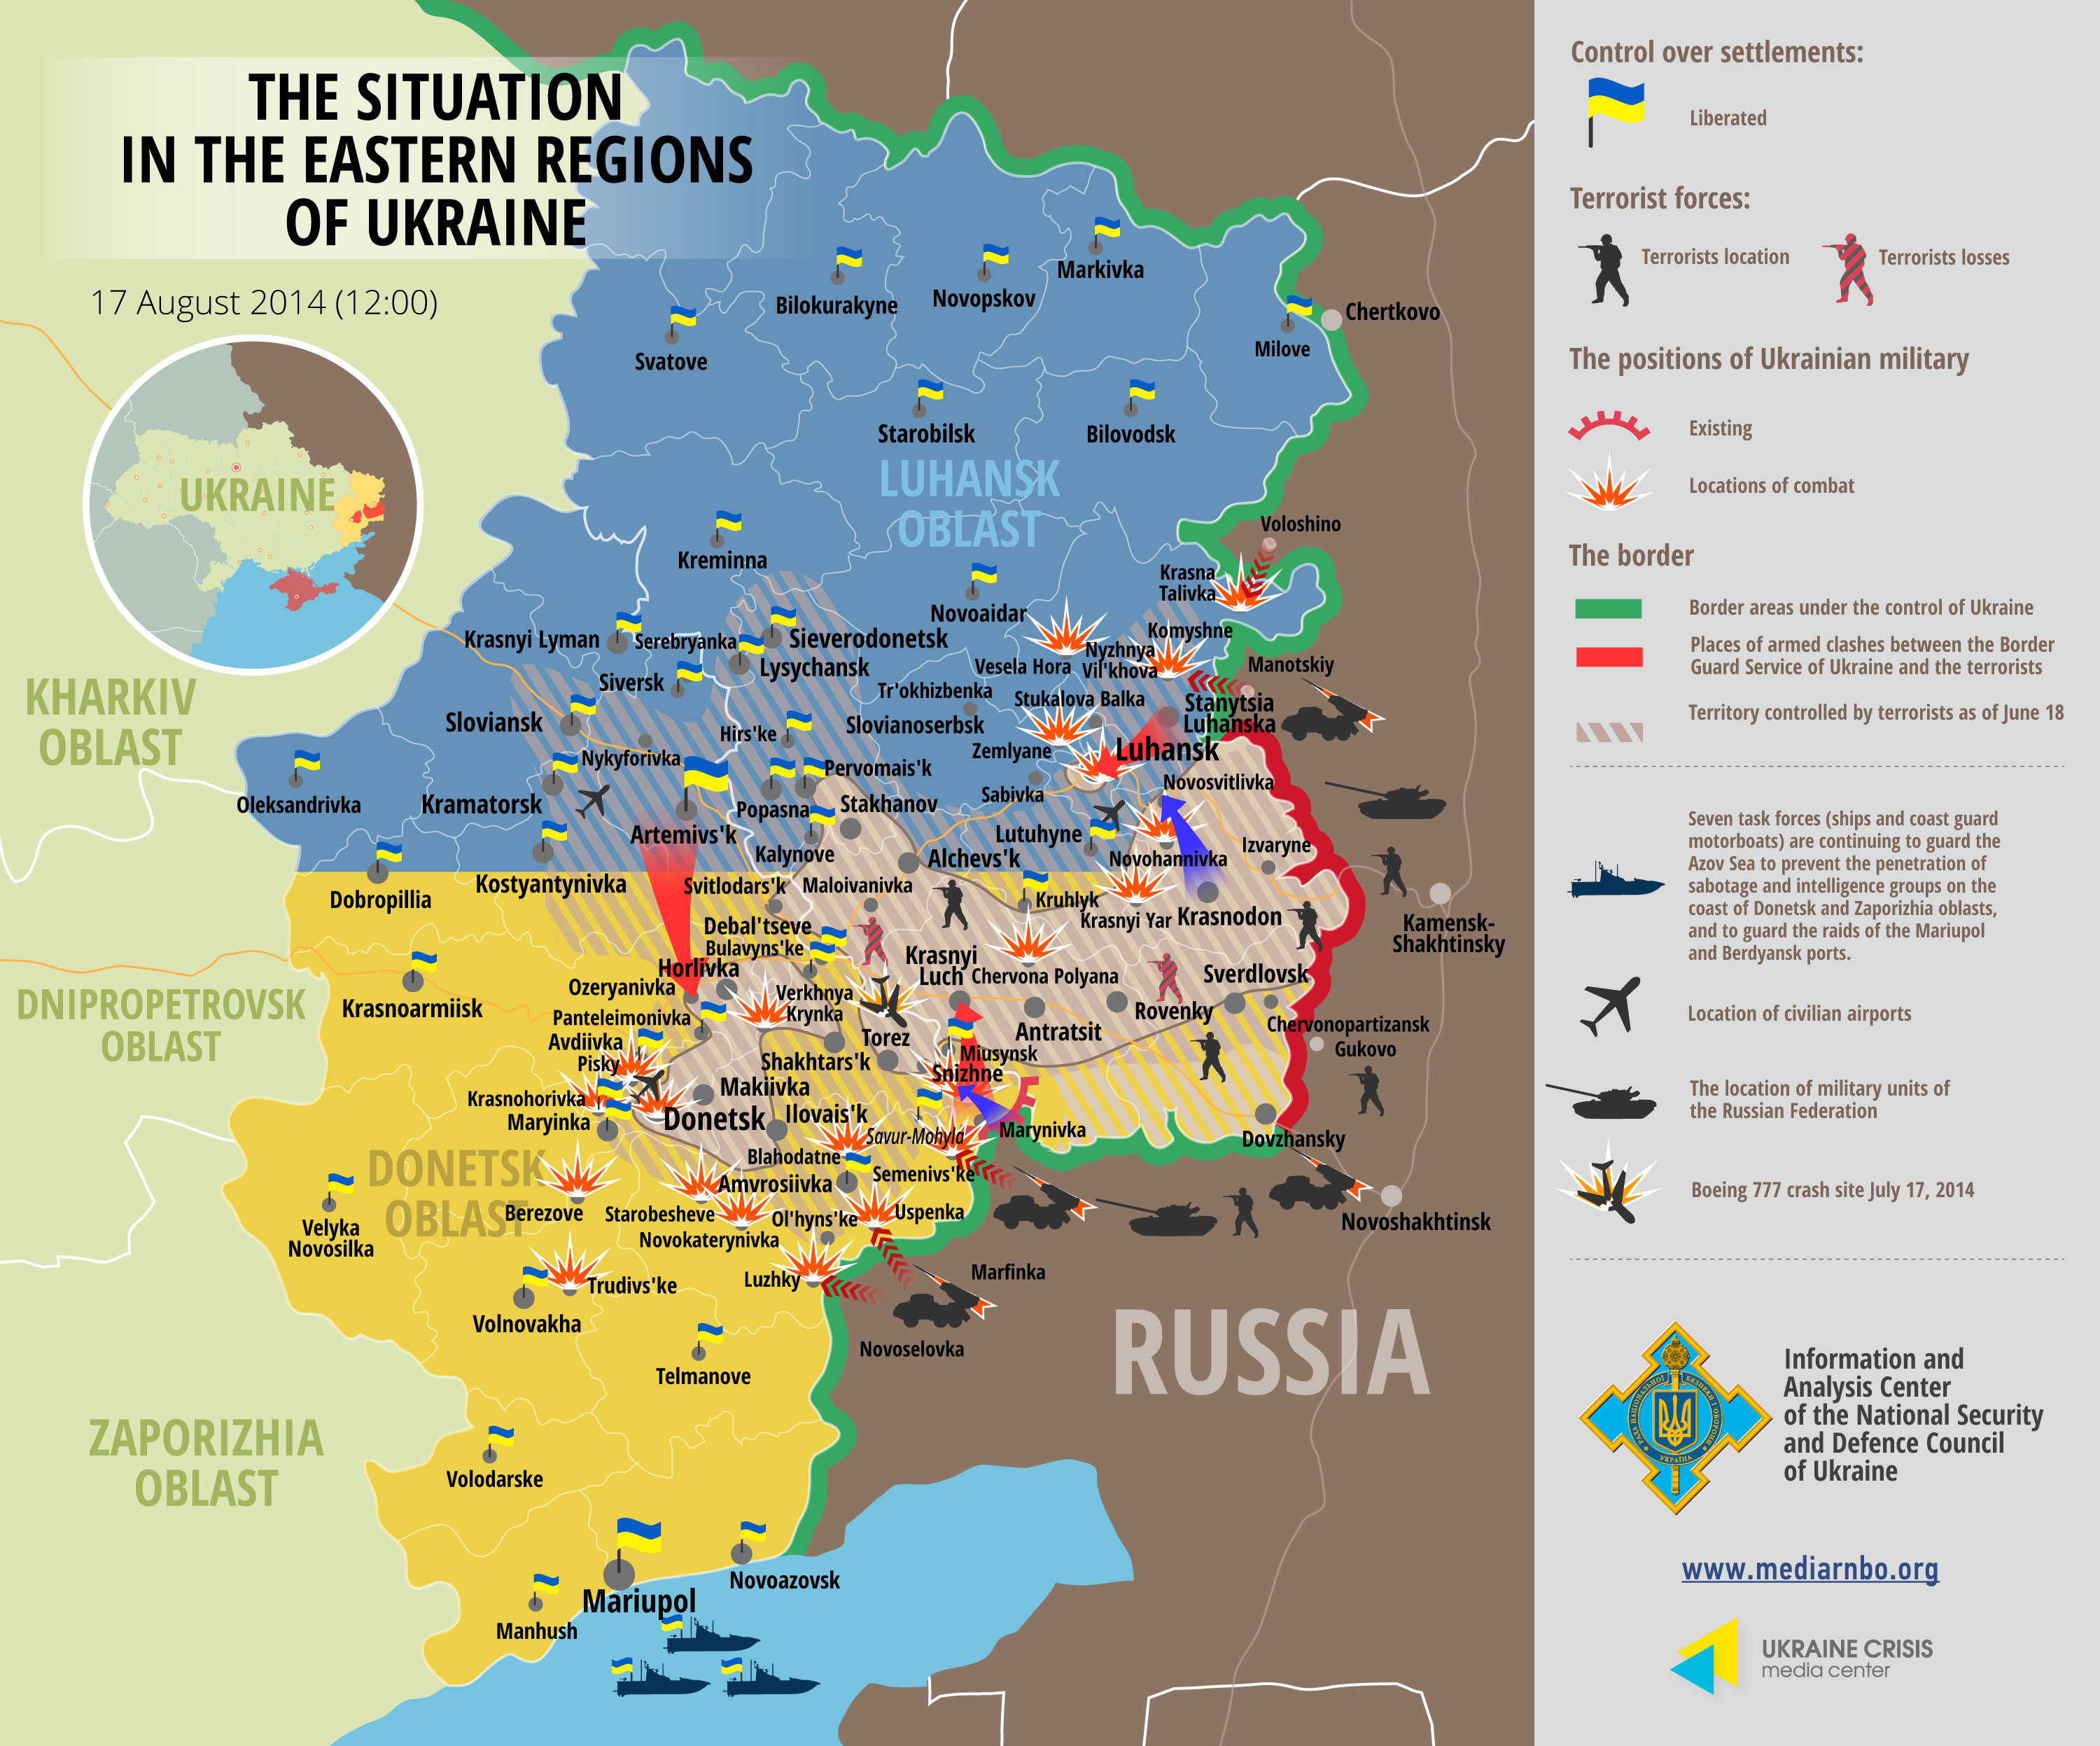 THE SITUATION
IN THE EASTERN REGIONS
OF UKRAINE
17 August 2014 (12:00)
UKRAINE
KHARKIV
OBLAST
DNIPROPETROVSK
OBLAST
ZAPORIZHIA
OBLAST
LUHANSK
OBLAST
DONETSK
OBLAST
RUSSIA
Markivka
Bilokurakyne
Novopskov
Chertkovo
Milove
Svatove
Starobilsk
Bilovodsk
Voloshino
Kreminna
Krasna
Talivka
Novoaidar
Komyshne
Krasnyi Lyman
Serebryanka
Sieverodonetsk
Nyzhnya
Vil'khova
Vesela Hora
Manotskiy
Lysychansk
Siversk
Tr'okhizbenka
Stukalova Balka
Stanytsia
Luhanska
Sloviansk
Hirs'ke
Slovianoserbsk
Zemlyane
Luhansk
Nykyforivka
Pervomais'k
Novosvitlivka
Sabivka
Oleksandrivka
Kramatorsk
Popasna
Stakhanov
Artemivs'k
Lutuhyne
Izvaryne
Kalynove
Alchevs'k
Novohannivka
Kostyantynivka
Svitlodars'k
Maloivanivka
Dobropillia
Kruhlyk
Krasnyi Yar
Krasnodon
Kamensk-
Shakhtinsky
Debal'tseve
Bulavyns'ke
Krasnyi
Luch
Horlivka
Chervona Polyana
Sverdlovsk
Ozeryanivka
Verkhnya
Krynka
Krasnoarmiisk
Panteleimonivka
Rovenky
Antratsit
Chervonopartizansk
Avdiivka
Torez
Gukovo
Pisky
Shakhtars'k
Miusynsk
Snizhne
Makiivka
Krasnohorivka
Donetsk
Ilovais'k
Maryinka
Savur-Mohyla
Marynivka
Dovzhansky
Blahodatne
Semenivs'ke
Amvrosiivka
Berezove
Starobesheve
Ol'hyns'ke
Uspenka
Novoshakhtinsk
Velyka
Novosilka
Novokaterynivka
Luzhky
Marfinka
Trudivs'ke
Volnovakha
Novoselovka
Telmanove
Volodarske
Novoazovsk
Mariupol
Manhush
Control over settlements:
Liberated
Terrorist forces:
Terrorists location
Terrorists losses
The positions of Ukrainian military
Existing
Locations of combat
The border
Border areas under the control of Ukraine
Places of armed clashes between the Border
Guard Service of Ukraine and the terrorists
Territory controlled by terrorists as of June 18
Seven task forces (ships and coast guard
motorboats) are continuing to guard the
Azov Sea to prevent the penetration of
sabotage and intelligence groups on the
coast of Donetsk and Zaporizhia oblasts,
and to guard the raids of the Mariupol
and Berdyansk ports.
Location of civilian airports
The location of military units of
the Russian Federation
Boeing 777 crash site July 17, 2014
Information and
Analysis Center
of the National Security
and Defence Council
of Ukraine
РАДА НАЦІОНАЛЬНОЇ БЕЗПЕКИ І ОБОРОНИ
УКРАЇНА
www.mediarnbo.org
UKRAINE CRISIS
media center